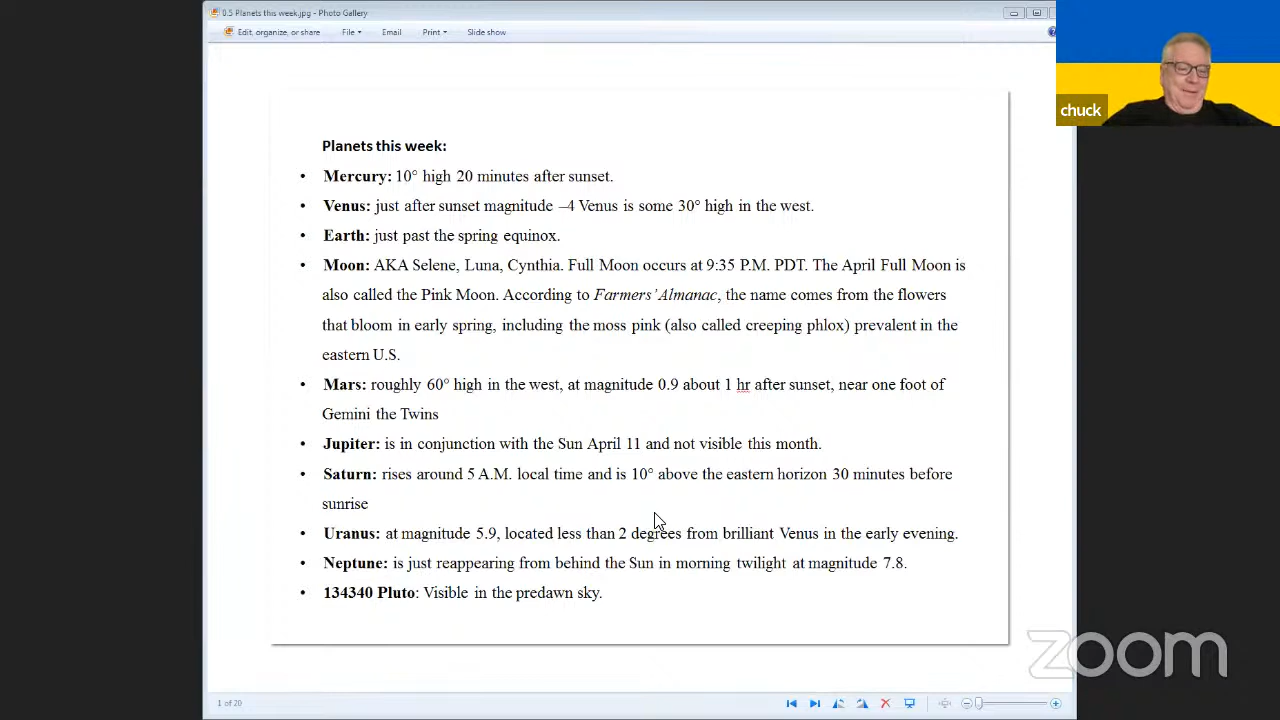 0.5 Planets this week.jpg - Photo Gallery
Edit, organize, or share File Email Print Slide show
chuck
Planets this week:
• Mercury: 10° high 20 minutes after sunset.
• Venus: just after sunset magnitude –4 Venus is some 30° high in the west.
• Earth: just past the spring equinox.
• Moon: AKA Selene, Luna, Cynthia. Full Moon occurs at 9:35 P.M. PDT. The April Full Moon is
also called the Pink Moon. According to Farmers' Almanac, the name comes from the flowers
that bloom in early spring, including the moss pink (also called creeping phlox) prevalent in the
eastern U.S.
• Mars: roughly 60° high in the west, at magnitude 0.9 about 1 hr after sunset, near one foot of
Gemini the Twins
• Jupiter: is in conjunction with the Sun April 11 and not visible this month.
• Saturn: rises around 5 A.M. local time and is 10° above the eastern horizon 30 minutes before
sunrise
• Uranus: at magnitude 5.9, located less than 2 degrees from brilliant Venus in the early evening.
• Neptune: is just reappearing from behind the Sun in morning twilight at magnitude 7.8.
• 134340 Pluto: Visible in the predawn sky.
zoom
1 of 20